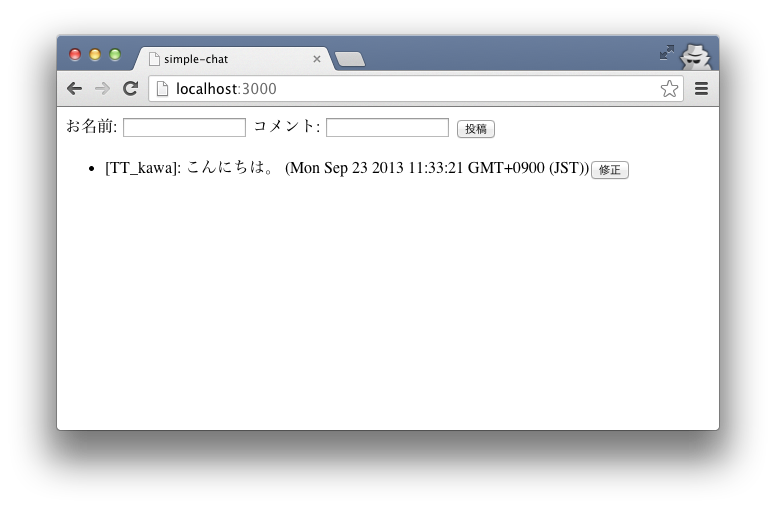 simple-chat
localhost:3000
お名前: コメント: 投稿
[TT_kawa]: こんにちは。 (Mon Sep 23 2013 11:33:21 GMT+0900 (JST)) 修正